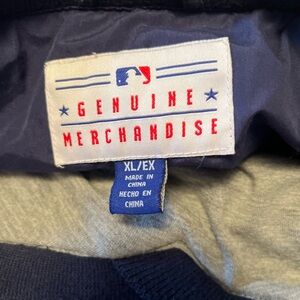 GENUINE
MERCHANDISE
XL/EX
MADE IN
CHINA
HECHO EN
CHINA